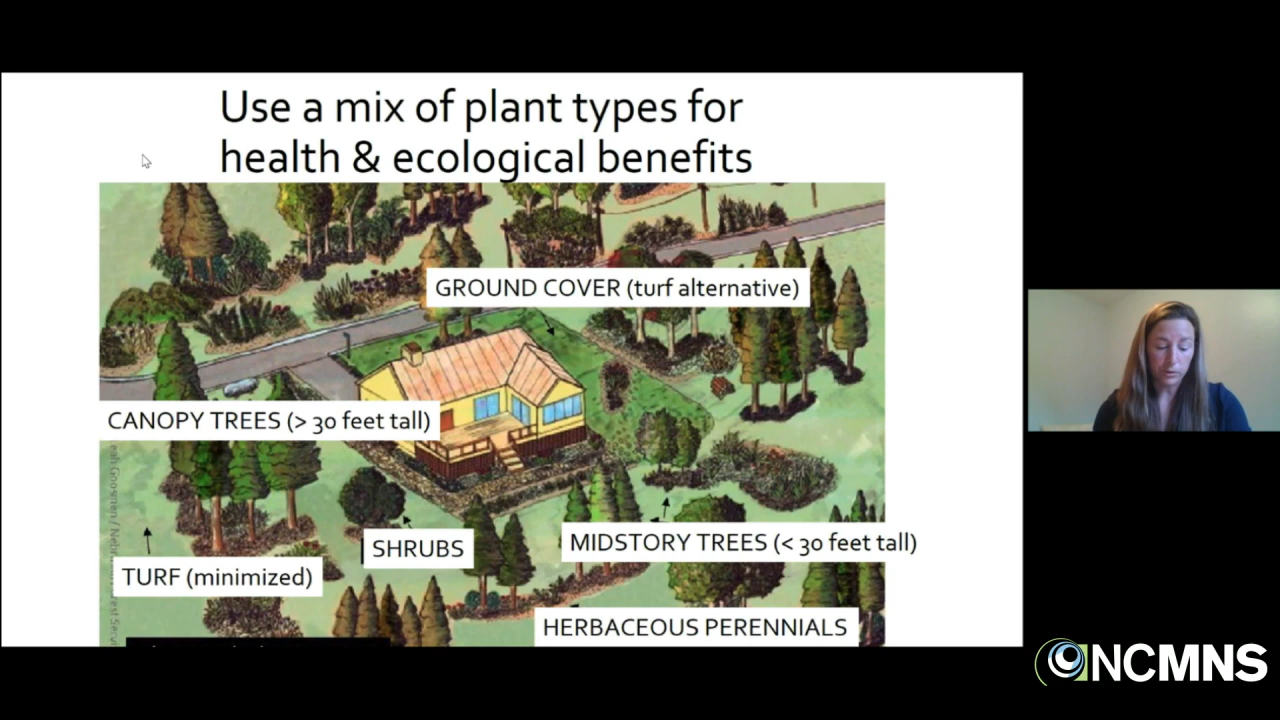 Use a mix of plant types for
health & ecological benefits
GROUND COVER (turf alternative)
CANOPY TREES (> 30 feet tall)
SHRUBS
MIDSTORY TREES (< 30 feet tall)
TURF (minimized)
HERBACEOUS PERENNIALS
NCMNS